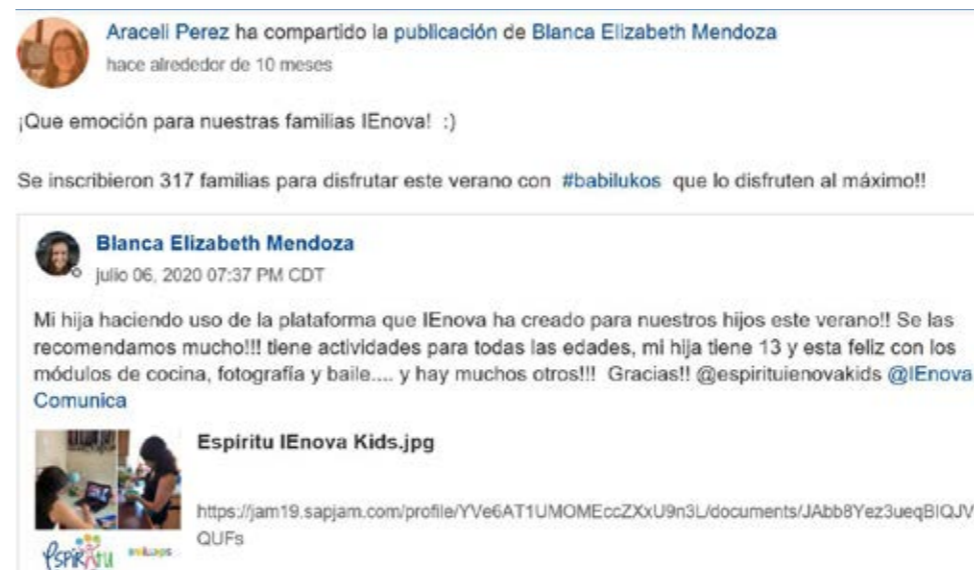 Araceli Perez ha compartido la publicación de Blanca Elizabeth Mendoza
hace alrededor de 10 meses
¡Que emoción para nuestras familias IEnova! :)
Se inscribieron 317 familias para disfrutar este verano con #babilukos que lo disfruten al máximo!!
Blanca Elizabeth Mendoza
julio 06, 2020 07:37 PM CDT
Mi hija haciendo uso de la plataforma que IEnova ha creado para nuestros hijos este verano!! Se las
recomendamos mucho!!! tiene actividades para todas las edades, mi hija tiene 13 y esta feliz con los
módulos de cocina, fotografía y baile.... y hay muchos otros!!! Gracias!! @espirituienovakids @IEnova
Comunica
Espiritu IEnova Kids.jpg
https://jam19.sapjam.com/profile/YVe6AT1UMOMEccZXxU9n3L/documents/JAbb8Yez3ueqBIQJV
QUFs
Espíritu